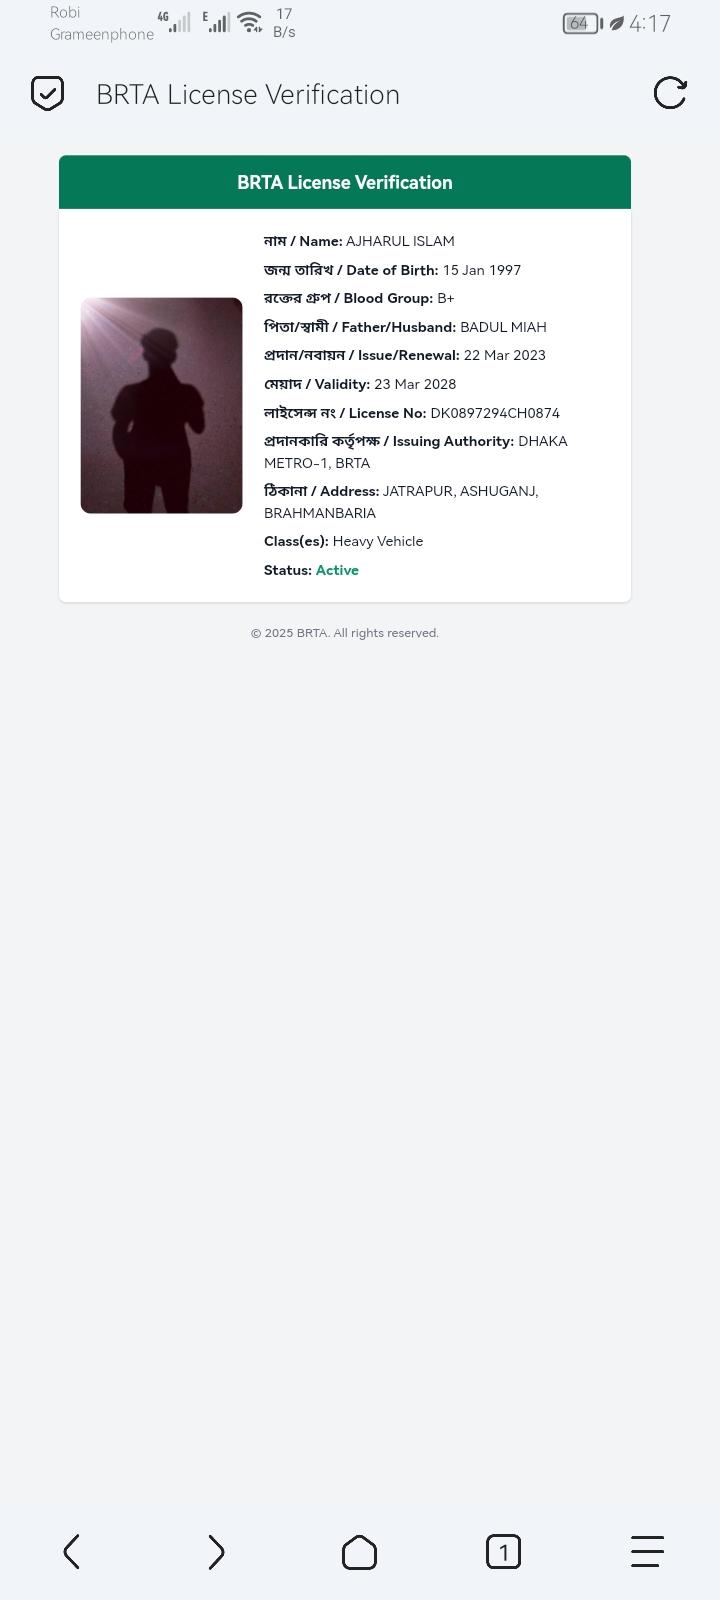 Robi
Grameenphone
4G
E
17
B/s
64
4:17
BRTA License Verification
BRTA License Verification
নাম / Name: AJHARUL ISLAM
জন্ম তারিখ / Date of Birth: 15 Jan 1997
রক্তের গ্রুপ / Blood Group: B+
পিতা/স্বামী / Father/Husband: BADUL MIAH
প্রদান/নবায়ন / Issue/Renewal: 22 Mar 2023
মেয়াদ / Validity: 23 Mar 2028
লাইসেন্স নং / License No: DK0897294CH0874
প্রদানকারি কর্তৃপক্ষ / Issuing Authority: DHAKA
METRO-1, BRTA
ঠিকানা / Address: JATRAPUR, ASHUGANJ,
BRAHMANBARIA
Class(es): Heavy Vehicle
Status: Active
© 2025 BRTA. All rights reserved.
1